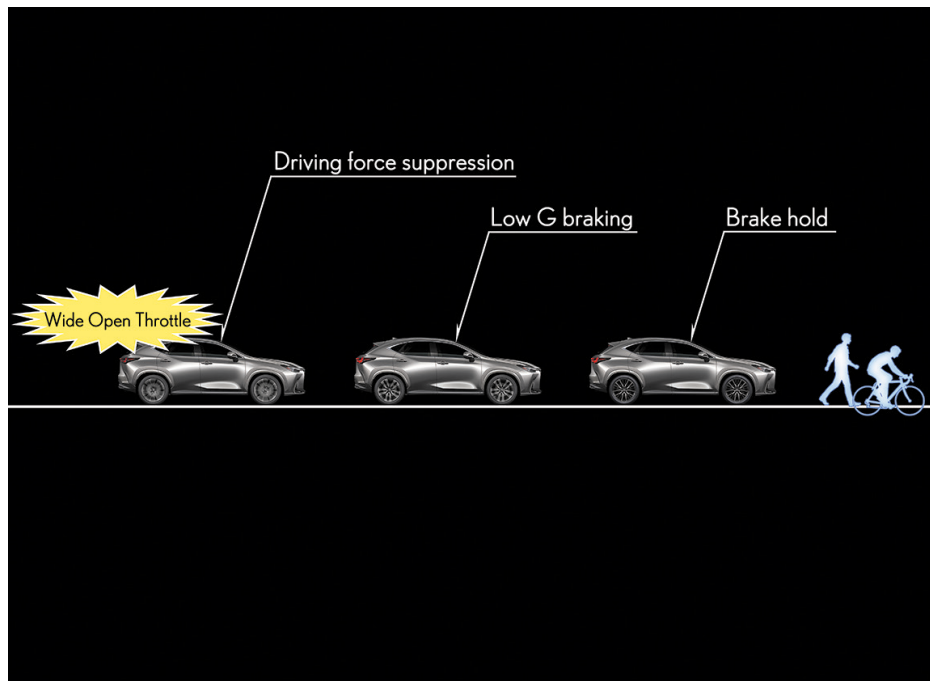 Driving force suppression
Low G braking
Brake hold
Wide Open Throttle